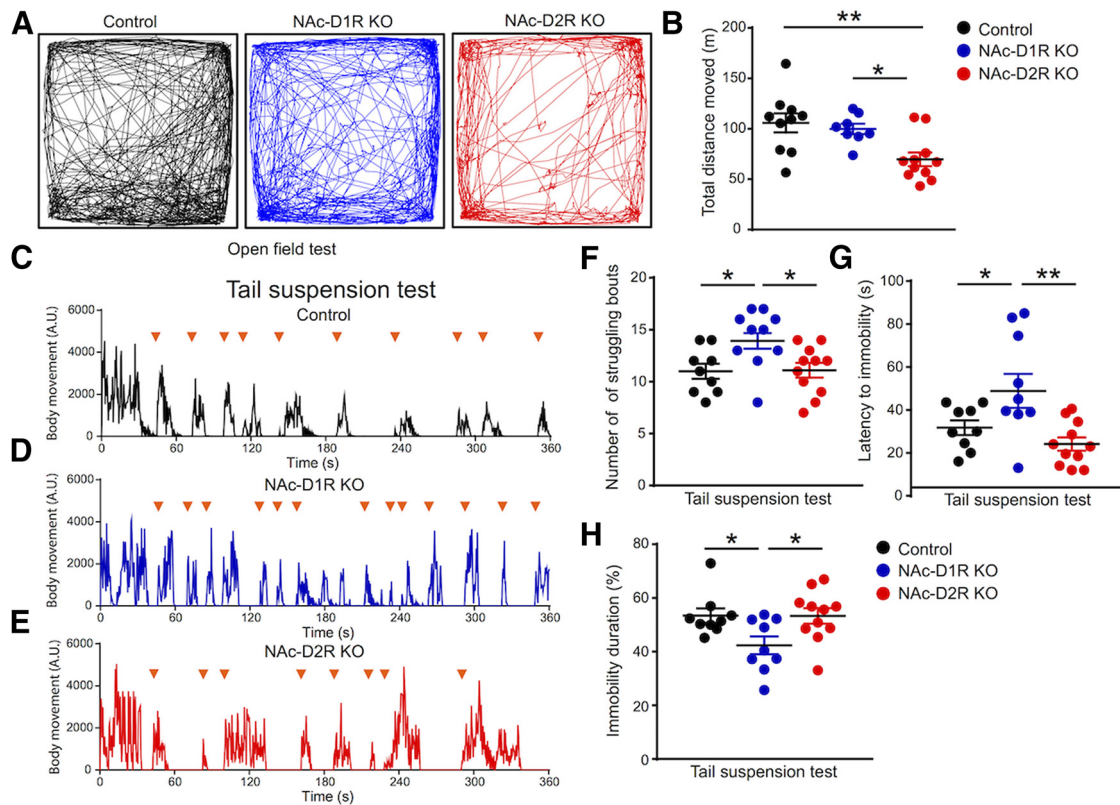 A
Control
NAc-D1R KO
NAc-D2R KO
Open field test
B
Total distance moved (m)
200
150
100
50
0
**
*
Control
NAc-D1R KO
NAc-D2R KO
C
Tail suspension test
Control
Body movement (A.U.)
6000
4000
2000
0
0 60 120 180 240 300 360
Time (s)
D
NAc-D1R KO
Body movement (A.U.)
6000
4000
2000
0
0 60 120 180 240 300 360
Time (s)
E
NAc-D2R KO
Body movement (A.U.)
6000
4000
2000
0
0 60 120 180 240 300 360
Time (s)
F
Number of of struggling bouts
20
15
10
5
0
* *
Tail suspension test
G
Latency to immobility (s)
100
80
60
40
20
0
* **
Tail suspension test
H
Immobility duration (%)
80
60
40
20
0
* *
Tail suspension test
Control
NAc-D1R KO
NAc-D2R KO